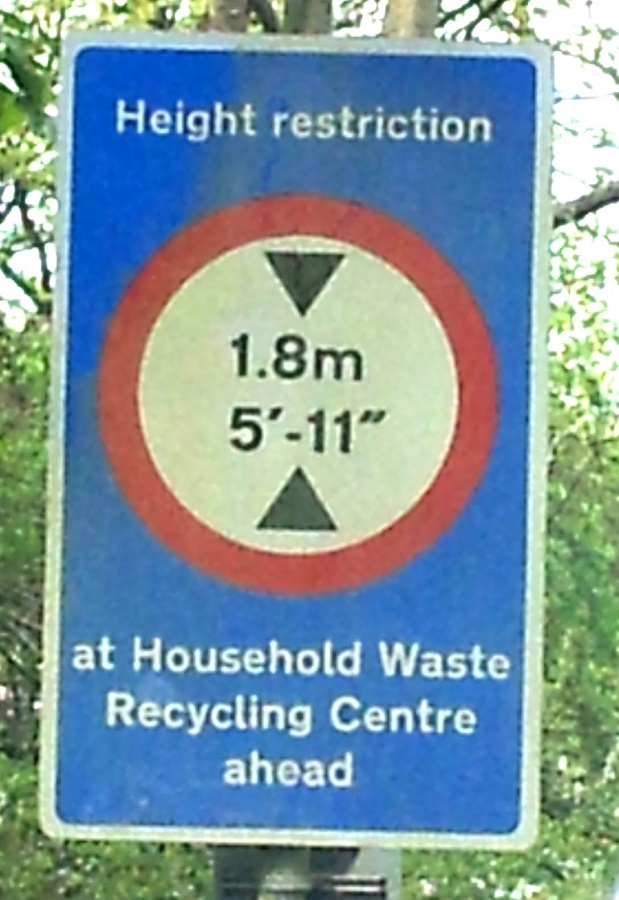 Height restriction
1.8m
5′-11″
at Household Waste
Recycling Centre
ahead